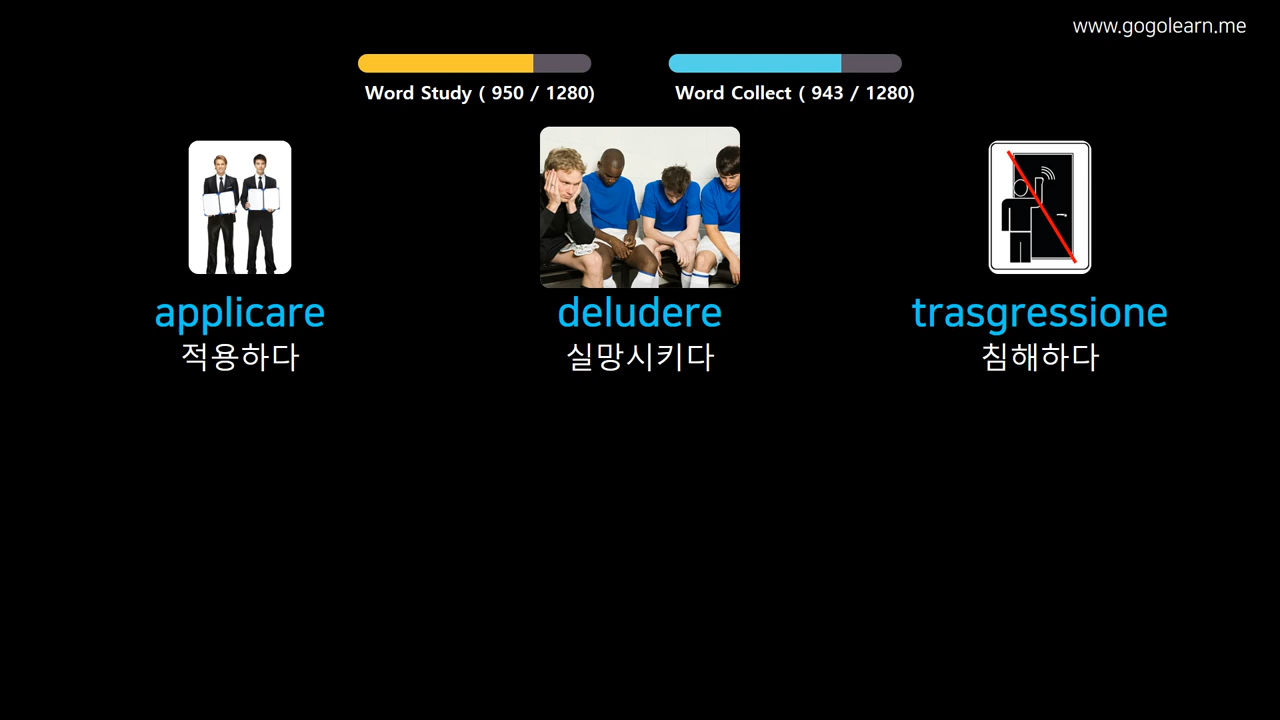 www.gogolearn.me
Word Study ( 950 / 1280)
Word Collect ( 943 / 1280)
applicare
deludere
trasgressione
적용하다
실망시키다
침해하다